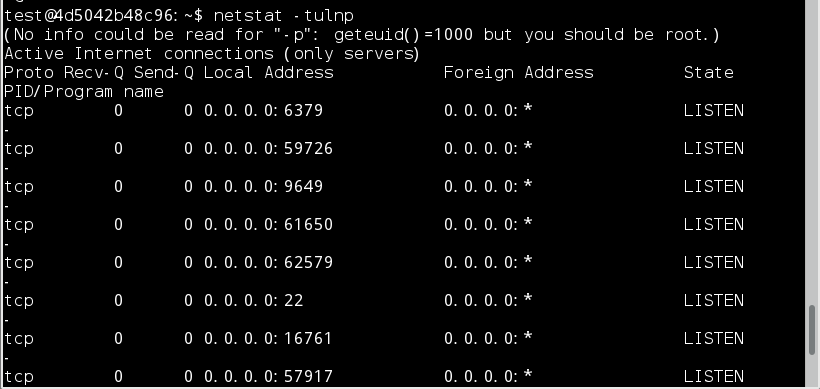 test@4d5042b48c96:~$ netstat -tulnp
(No info could be read for "-p": geteuid()=1000 but you should be root.)
Active Internet connections (only servers)
Proto Recv-Q Send-Q Local Address Foreign Address State
PID/Program name
tcp 0 0 0.0.0.0:6379 0.0.0.0:* LISTEN
-
tcp 0 0 0.0.0.0:59726 0.0.0.0:* LISTEN
-
tcp 0 0 0.0.0.0:9649 0.0.0.0:* LISTEN
-
tcp 0 0 0.0.0.0:61650 0.0.0.0:* LISTEN
-
tcp 0 0 0.0.0.0:62579 0.0.0.0:* LISTEN
-
tcp 0 0 0.0.0.0:22 0.0.0.0:* LISTEN
-
tcp 0 0 0.0.0.0:16761 0.0.0.0:* LISTEN
-
tcp 0 0 0.0.0.0:57917 0.0.0.0:* LISTEN